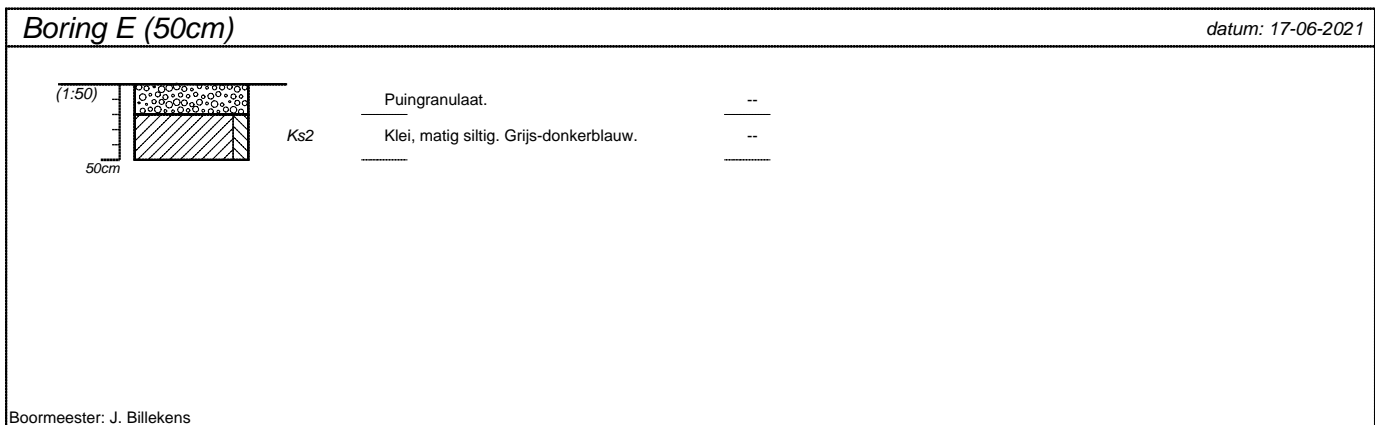 Boring E (50cm)
datum: 17-06-2021
(1:50)
Puingranulaat.
--
Ks2
Klei, matig siltig. Grijs-donkerblauw.
--
50cm
Boormeester: J. Billekens